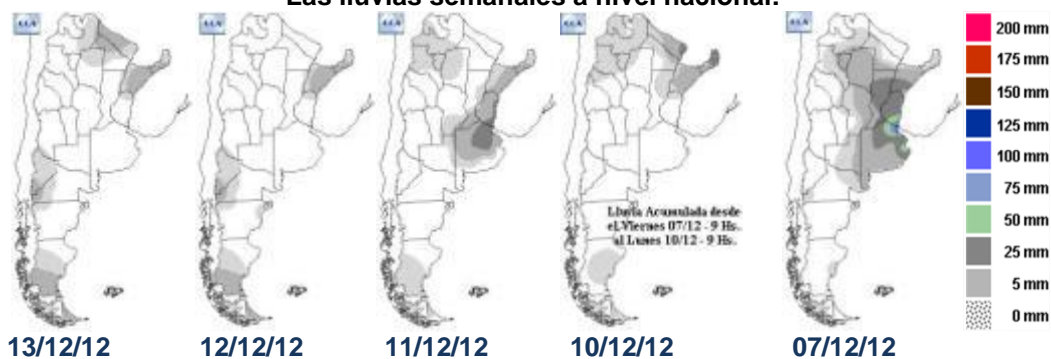 Las lluvias semanales a nivel nacional.
200 mm
175 mm
150 mm
125 mm
100 mm
75 mm
50 mm
25 mm
5 mm
0 mm
Lluvia Acumulada desde
el Viernes 07/12 - 9 Hs.
al Lunes 10/12 - 9 Hs.
13/12/12 12/12/12 11/12/12 10/12/12 07/12/12